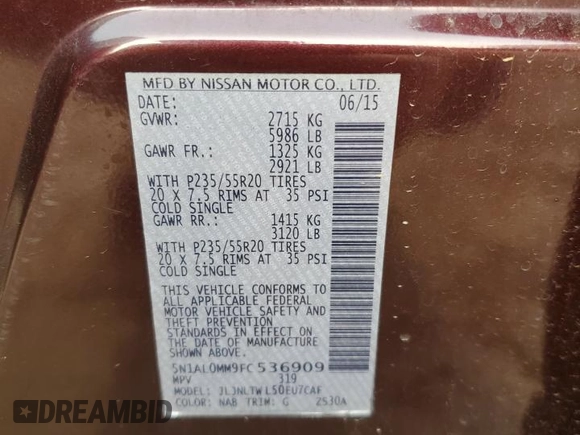 MFD BY NISSAN MOTOR CO., LTD.
DATE: 06/15
GVWR: 2715 KG
5986 LB
GAWR FR.: 1325 KG
2921 LB
WITH P235/55R20 TIRES
20 X 7.5 RIMS AT 35 PSI
COLD SINGLE
GAWR RR.: 1415 KG
3120 LB
WITH P235/55R20 TIRES
20 X 7.5 RIMS AT 35 PSI
COLD SINGLE
THIS VEHICLE CONFORMS TO
ALL APPLICABLE FEDERAL
MOTOR VEHICLE SAFETY AND
THEFT PREVENTION
STANDARDS IN EFFECT ON
THE DATE OF MANUFACTURE
SHOWN ABOVE.
5N1AL0MM9FC536909
MPV 319
MODEL:
COLOR: NAB TRIM: G 2530A
AUTOBIDMASTER